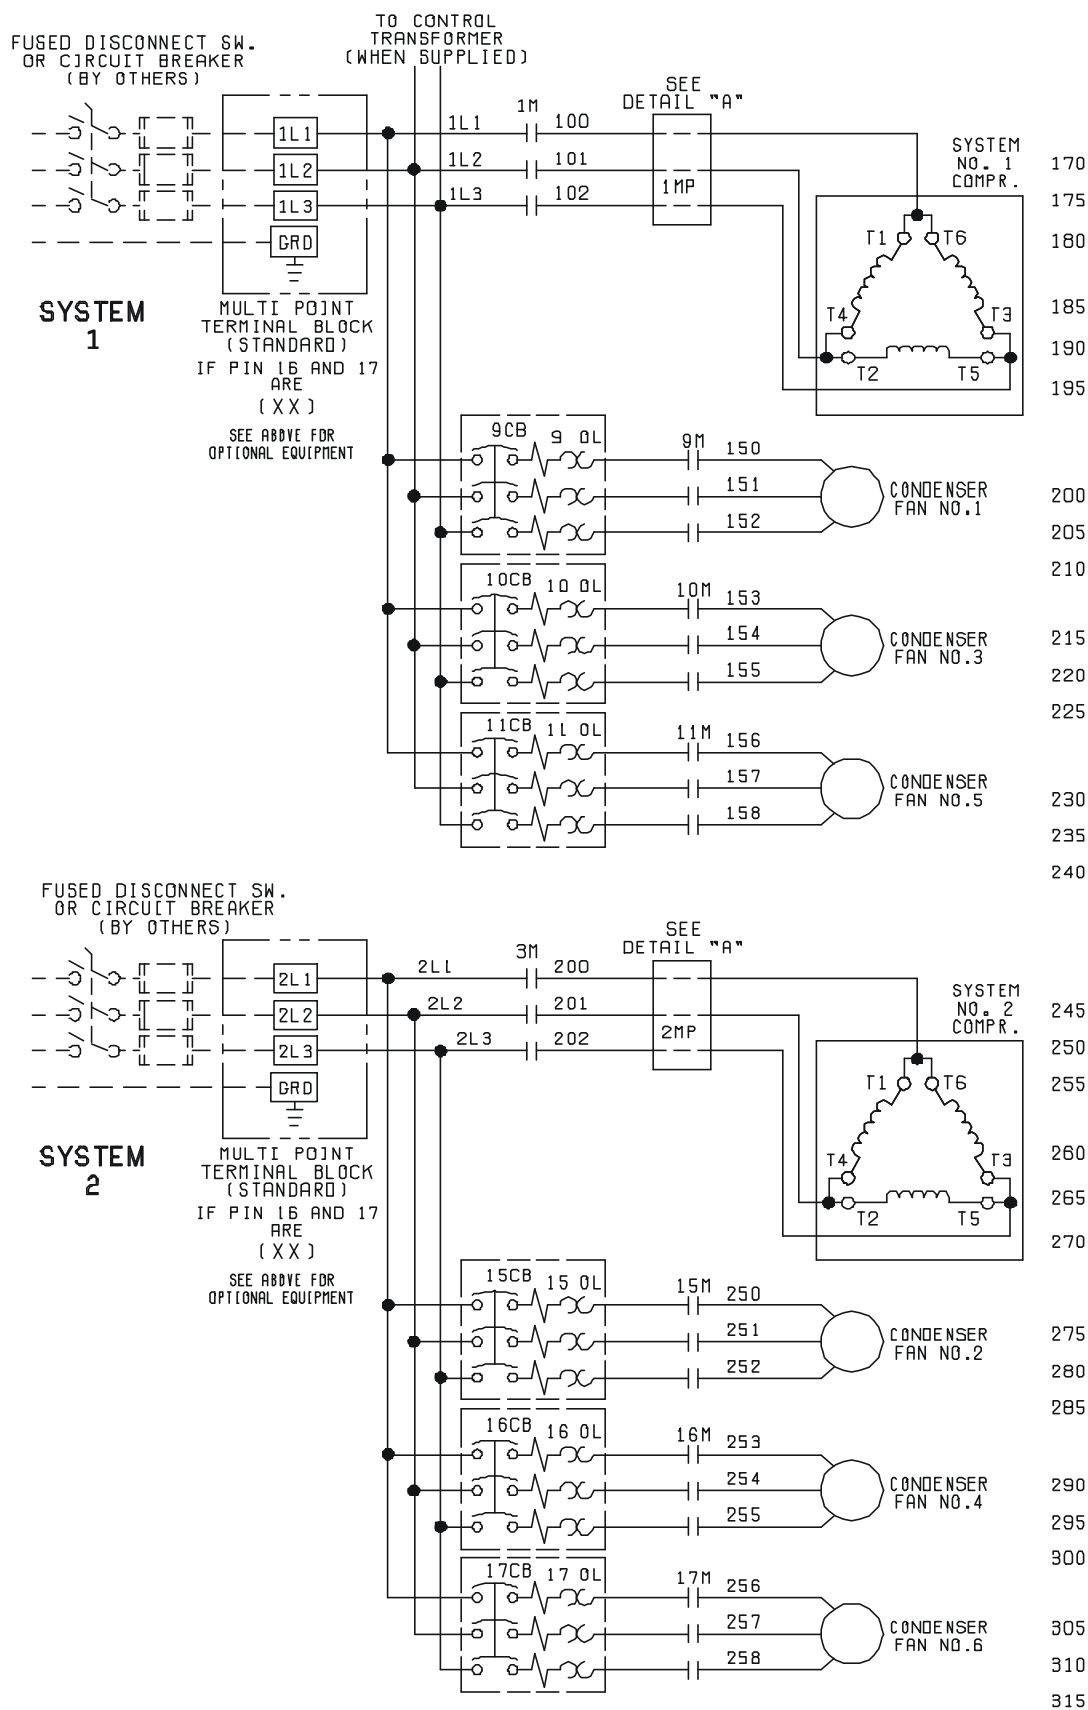 TO CONTROL
TRANSFORMER
(WHEN SUPPLIED)
FUSED DISCONNECT SW.
OR CIRCUIT BREAKER
(BY OTHERS)
SEE
DETAIL "A"
1L1
1L1
1M
100
1L2
1L2
101
1L3
1L3
102
1MP
GRD
SYSTEM
NO. 1
COMPR.
T1
T6
T4
T3
T2
T5
170
175
180
185
190
195
SYSTEM
1
MULTI POINT
TERMINAL BLOCK
(STANDARD)
IF PIN 16 AND 17
ARE
(XX)
SEE ABOVE FOR
OPTIONAL EQUIPMENT
9CB
9 OL
9M
150
151
152
CONDENSER
FAN NO.1
200
205
210
10CB
10 OL
10M
153
154
155
CONDENSER
FAN NO.3
215
220
225
11CB
11 OL
11M
156
157
158
CONDENSER
FAN NO.5
230
235
240
FUSED DISCONNECT SW.
OR CIRCUIT BREAKER
(BY OTHERS)
SEE
DETAIL "A"
2L1
2L1
3M
200
2L2
2L2
201
2L3
2L3
202
2MP
GRD
SYSTEM
NO. 2
COMPR.
T1
T6
T4
T3
T2
T5
245
250
255
260
265
270
SYSTEM
2
MULTI POINT
TERMINAL BLOCK
(STANDARD)
IF PIN 16 AND 17
ARE
(XX)
SEE ABOVE FOR
OPTIONAL EQUIPMENT
15CB
15 OL
15M
250
251
252
CONDENSER
FAN NO.2
275
280
285
16CB
16 OL
16M
253
254
255
CONDENSER
FAN NO.4
290
295
300
17CB
17 OL
17M
256
257
258
CONDENSER
FAN NO.6
305
310
315